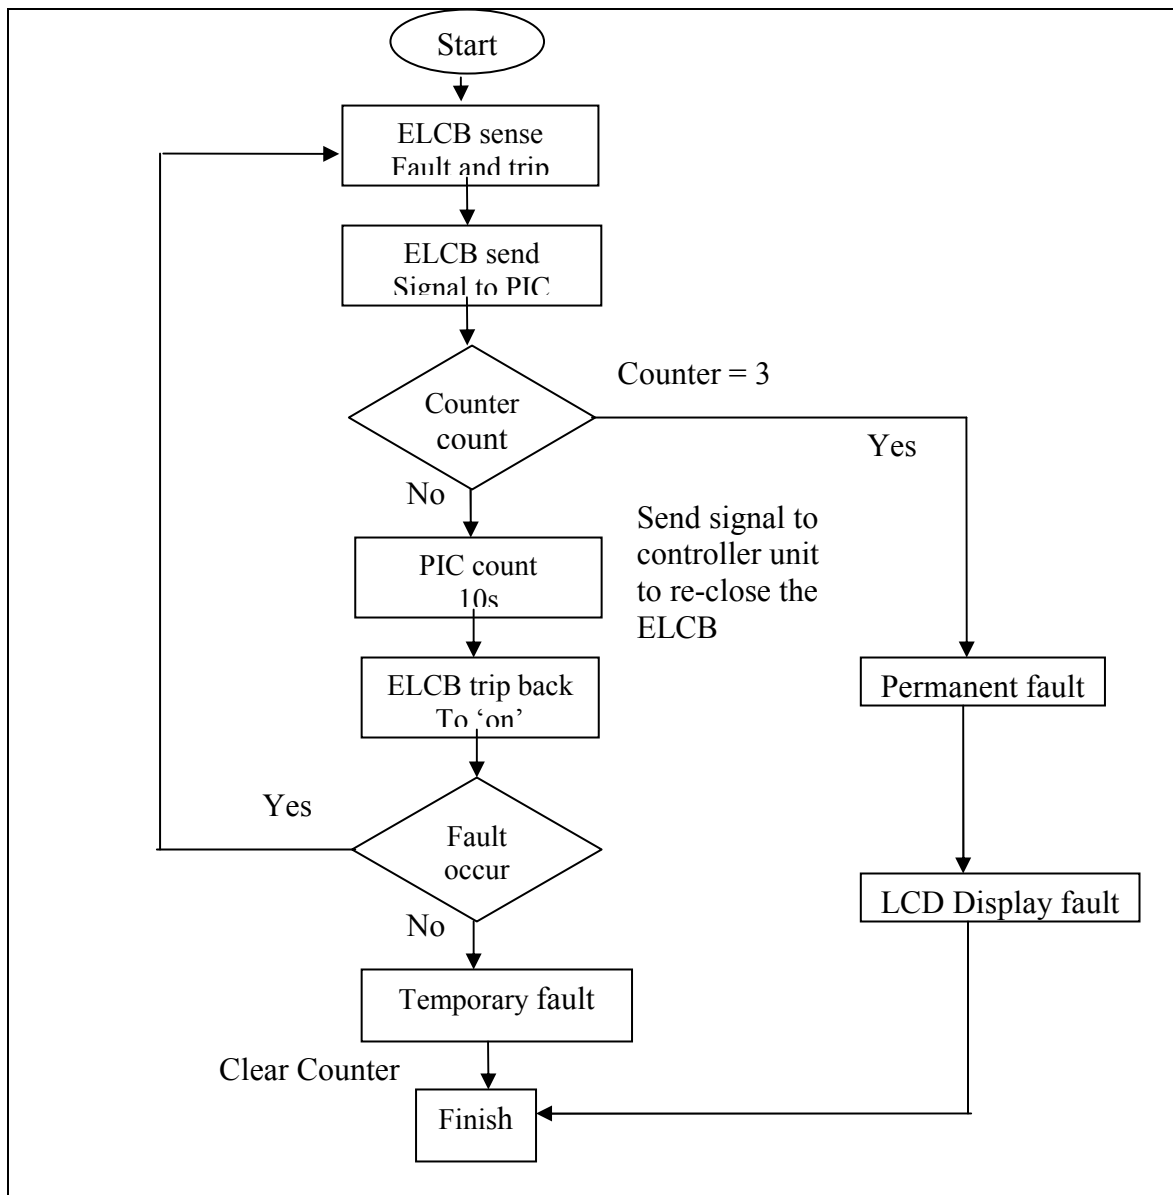 Start
ELCB sense
Fault and trip
ELCB send
Signal to PIC
Counter = 3
Counter
count
Yes
No
Send signal to
controller unit
to re-close the
ELCB
PIC count
10s
ELCB trip back
To ‘on’
Permanent fault
Yes
Fault
occur
LCD Display fault
No
Temporary fault
Clear Counter
Finish